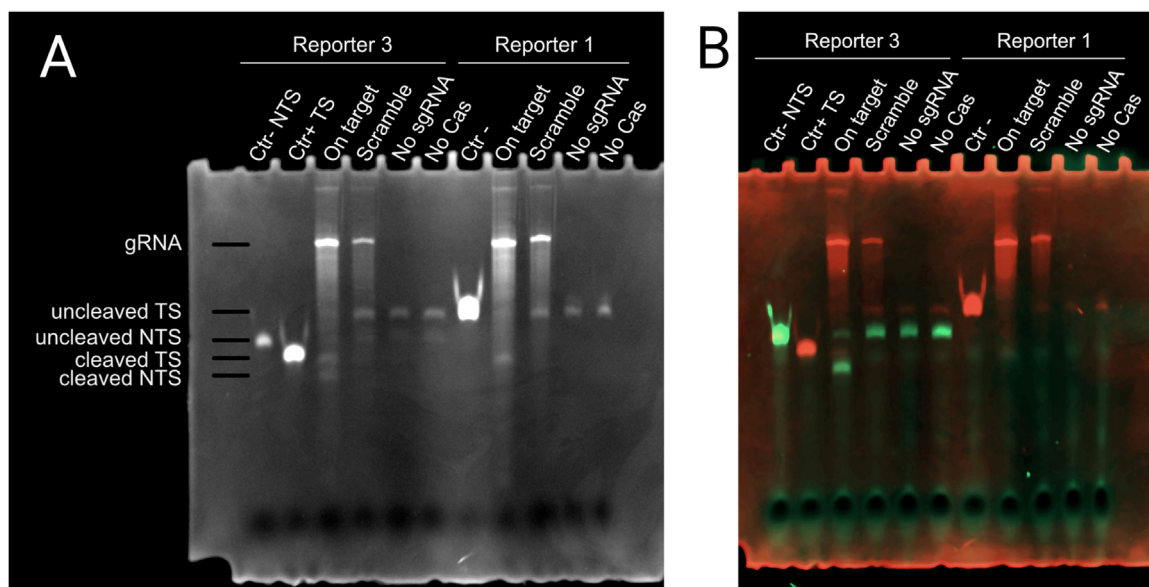 A
Reporter 3
Reporter 1
Ctr- NTS
Ctr+ TS
On target
Scramble
No sgRNA
No Cas
Ctr -
On target
Scramble
No sgRNA
No Cas
gRNA
uncleaved TS
uncleaved NTS
cleaved TS
cleaved NTS
B
Reporter 3
Reporter 1
Ctr- NTS
Ctr+ TS
On target
Scramble
No sgRNA
No Cas
Ctr -
On target
Scramble
No sgRNA
No Cas